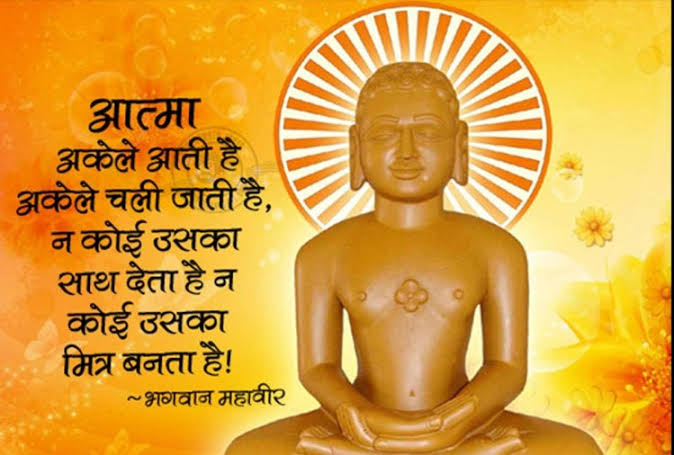 आत्मा
अकेले आती है
अकेले चली जाती है,
न कोई उसका
साथ देता है न
कोई उसका
मित्र बनता है!
~भगवान महावीर